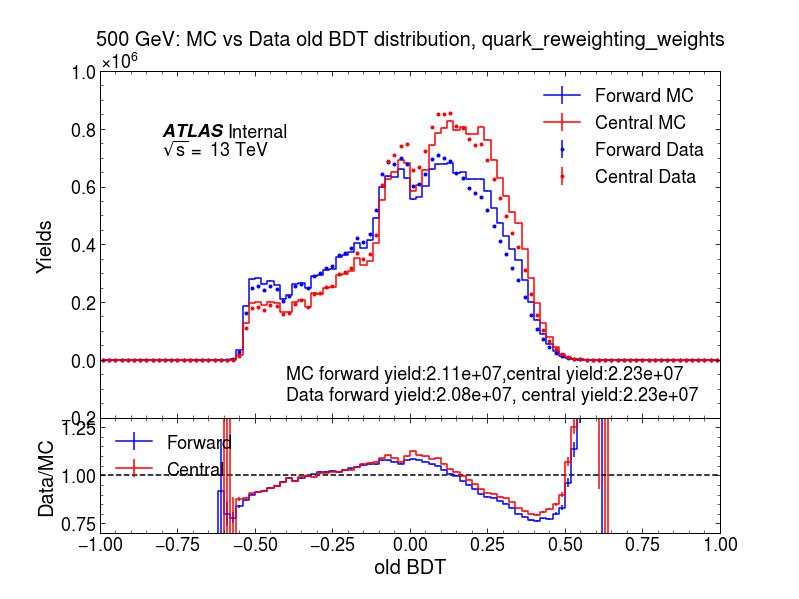 500 GeV: MC vs Data old BDT distribution, quark_reweighting_weights
×10⁶
1.0
0.8
0.6
0.4
0.2
0.0
0.2
Yields
ATLAS Internal
√s = 13 TeV
Forward MC
Central MC
Forward Data
Central Data
MC forward yield:2.11e+07,central yield:2.23e+07
Data forward yield:2.08e+07, central yield:2.23e+07
1.25
1.00
0.75
Data/MC
Forward
Central
−1.00 −0.75 −0.50 −0.25 0.00 0.25 0.50 0.75 1.00
old BDT